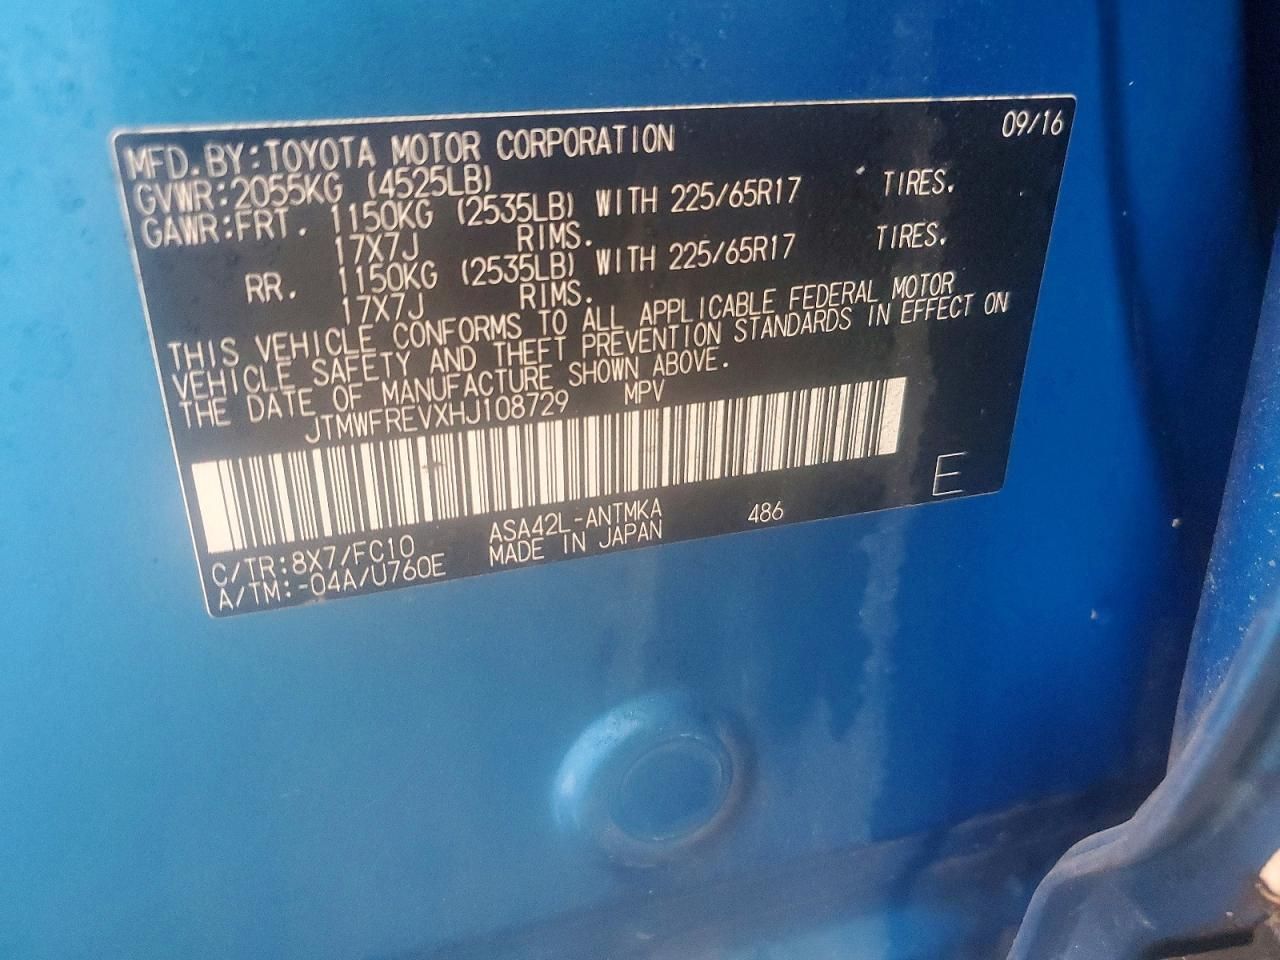 09/16
MFD.BY:TOYOTA MOTOR CORPORATION
GVWR:2055KG (4525LB)
GAWR:FRT. 1150KG (2535LB) WITH 225/65R17 TIRES.
17X7J RIMS.
RR. 1150KG (2535LB) WITH 225/65R17 TIRES.
17X7J RIMS.
THIS VEHICLE CONFORMS TO ALL APPLICABLE FEDERAL MOTOR
VEHICLE SAFETY AND THEFT PREVENTION STANDARDS IN EFFECT ON
THE DATE OF MANUFACTURE SHOWN ABOVE.
JTMWFREVXHJ108729 MPV
E
C/TR:8X7/FC10 ASA42L-ANTMKA 486
A/TM:-04A/U760E MADE IN JAPAN